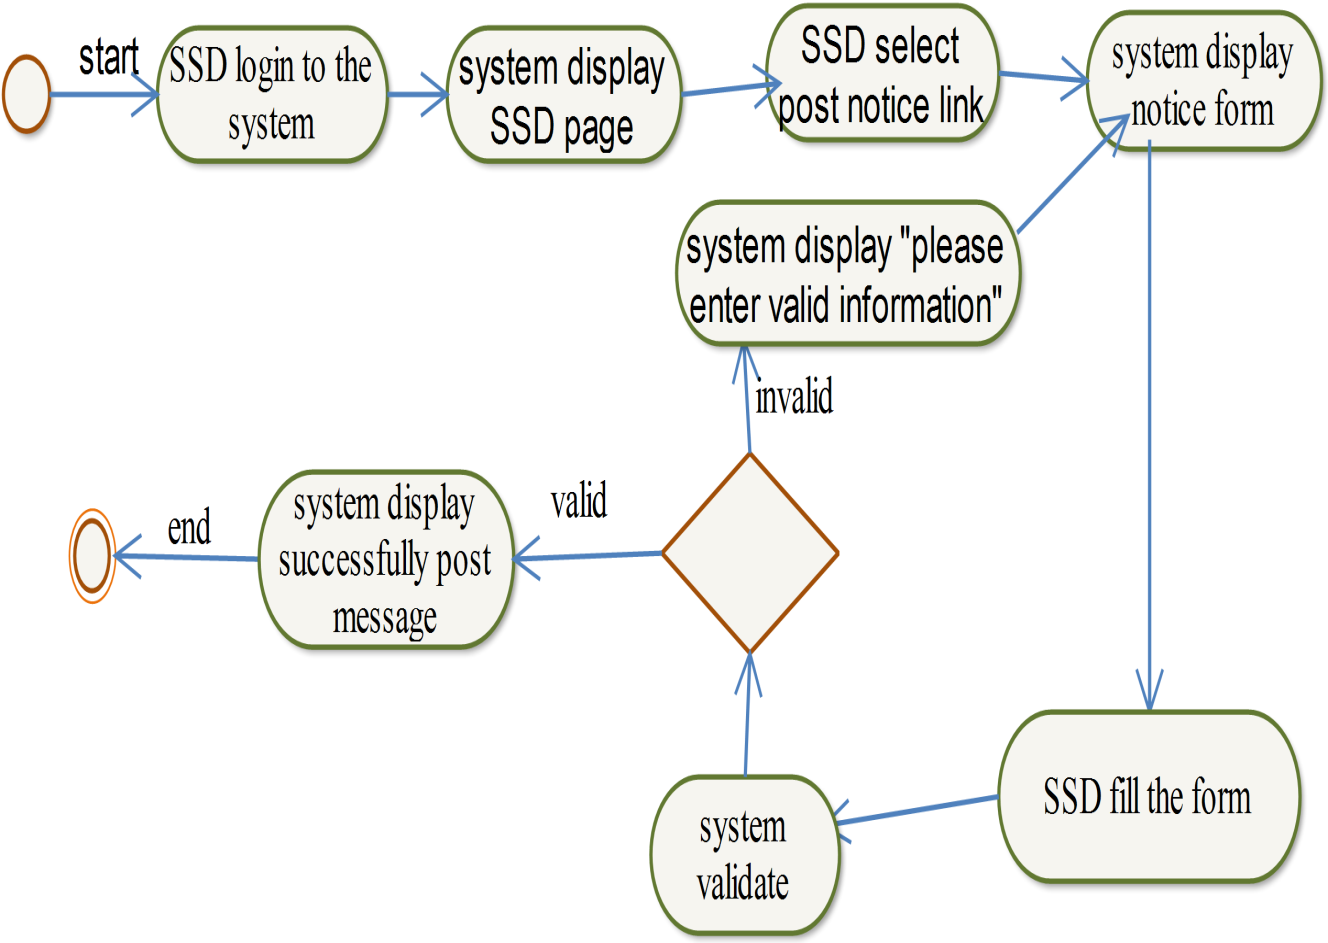 start
SSD login to the
system
system display
SSD page
SSD select
post notice link
system display
notice form
system display "please
enter valid information"
invalid
valid
system display
successfully post
message
end
SSD fill the form
system
validate